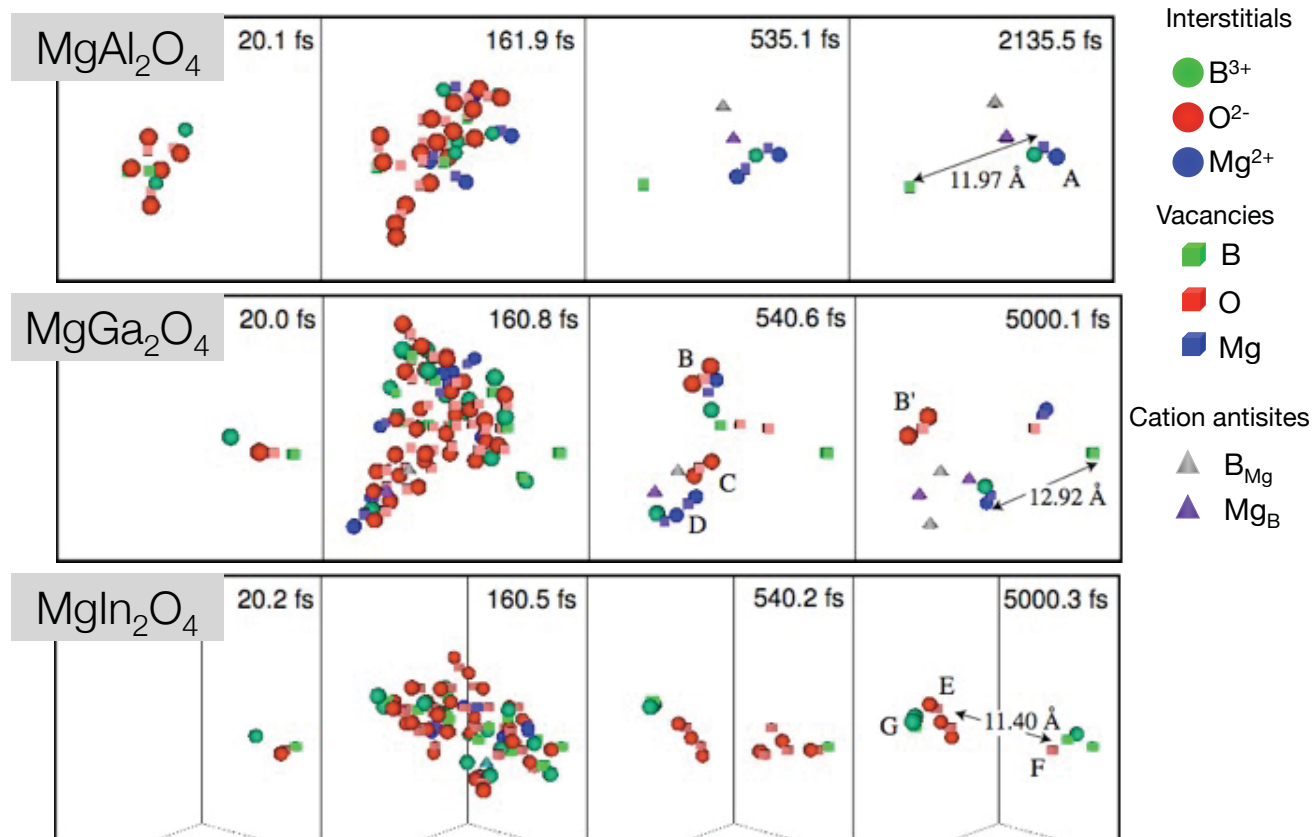 MgAl₂O₄
20.1 fs
161.9 fs
535.1 fs
2135.5 fs
11.97 Å
A
MgGa₂O₄
20.0 fs
160.8 fs
540.6 fs
5000.1 fs
B
C
D
B'
12.92 Å
MgIn₂O₄
20.2 fs
160.5 fs
540.2 fs
5000.3 fs
E
G
11.40 Å
F
Interstitials
B³⁺
O²⁻
Mg²⁺
Vacancies
B
O
Mg
Cation antisites
B_Mg
Mg_B